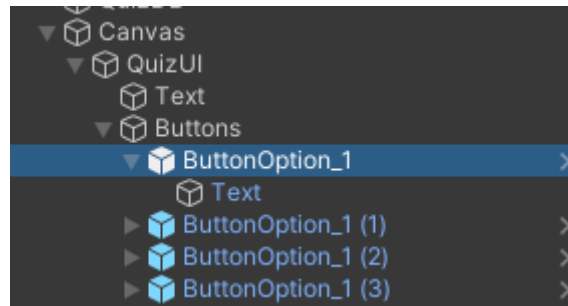 Canvas
QuizUI
Text
Buttons
ButtonOption_1
Text
ButtonOption_1 (1)
ButtonOption_1 (2)
ButtonOption_1 (3)